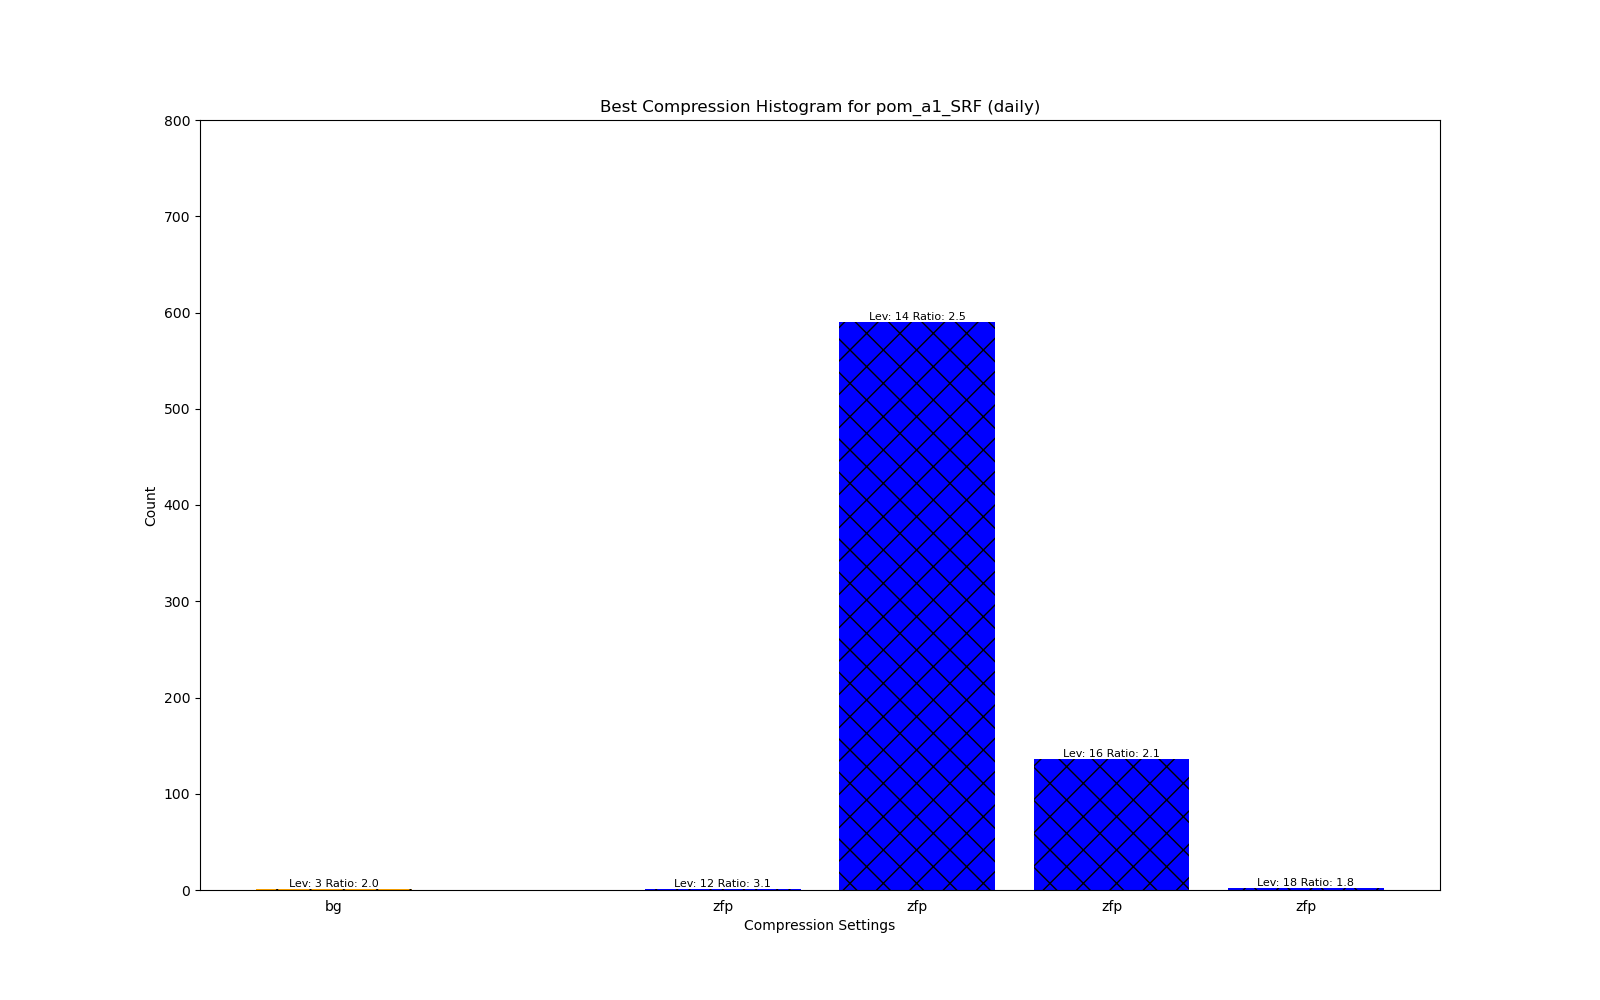 Best Compression Histogram for pom_a1_SRF (daily)
800
700
600
500
400
300
200
100
0
Count
Lev: 3 Ratio: 2.0
Lev: 12 Ratio: 3.1
Lev: 14 Ratio: 2.5
Lev: 16 Ratio: 2.1
Lev: 18 Ratio: 1.8
bg zfp zfp zfp zfp
Compression Settings